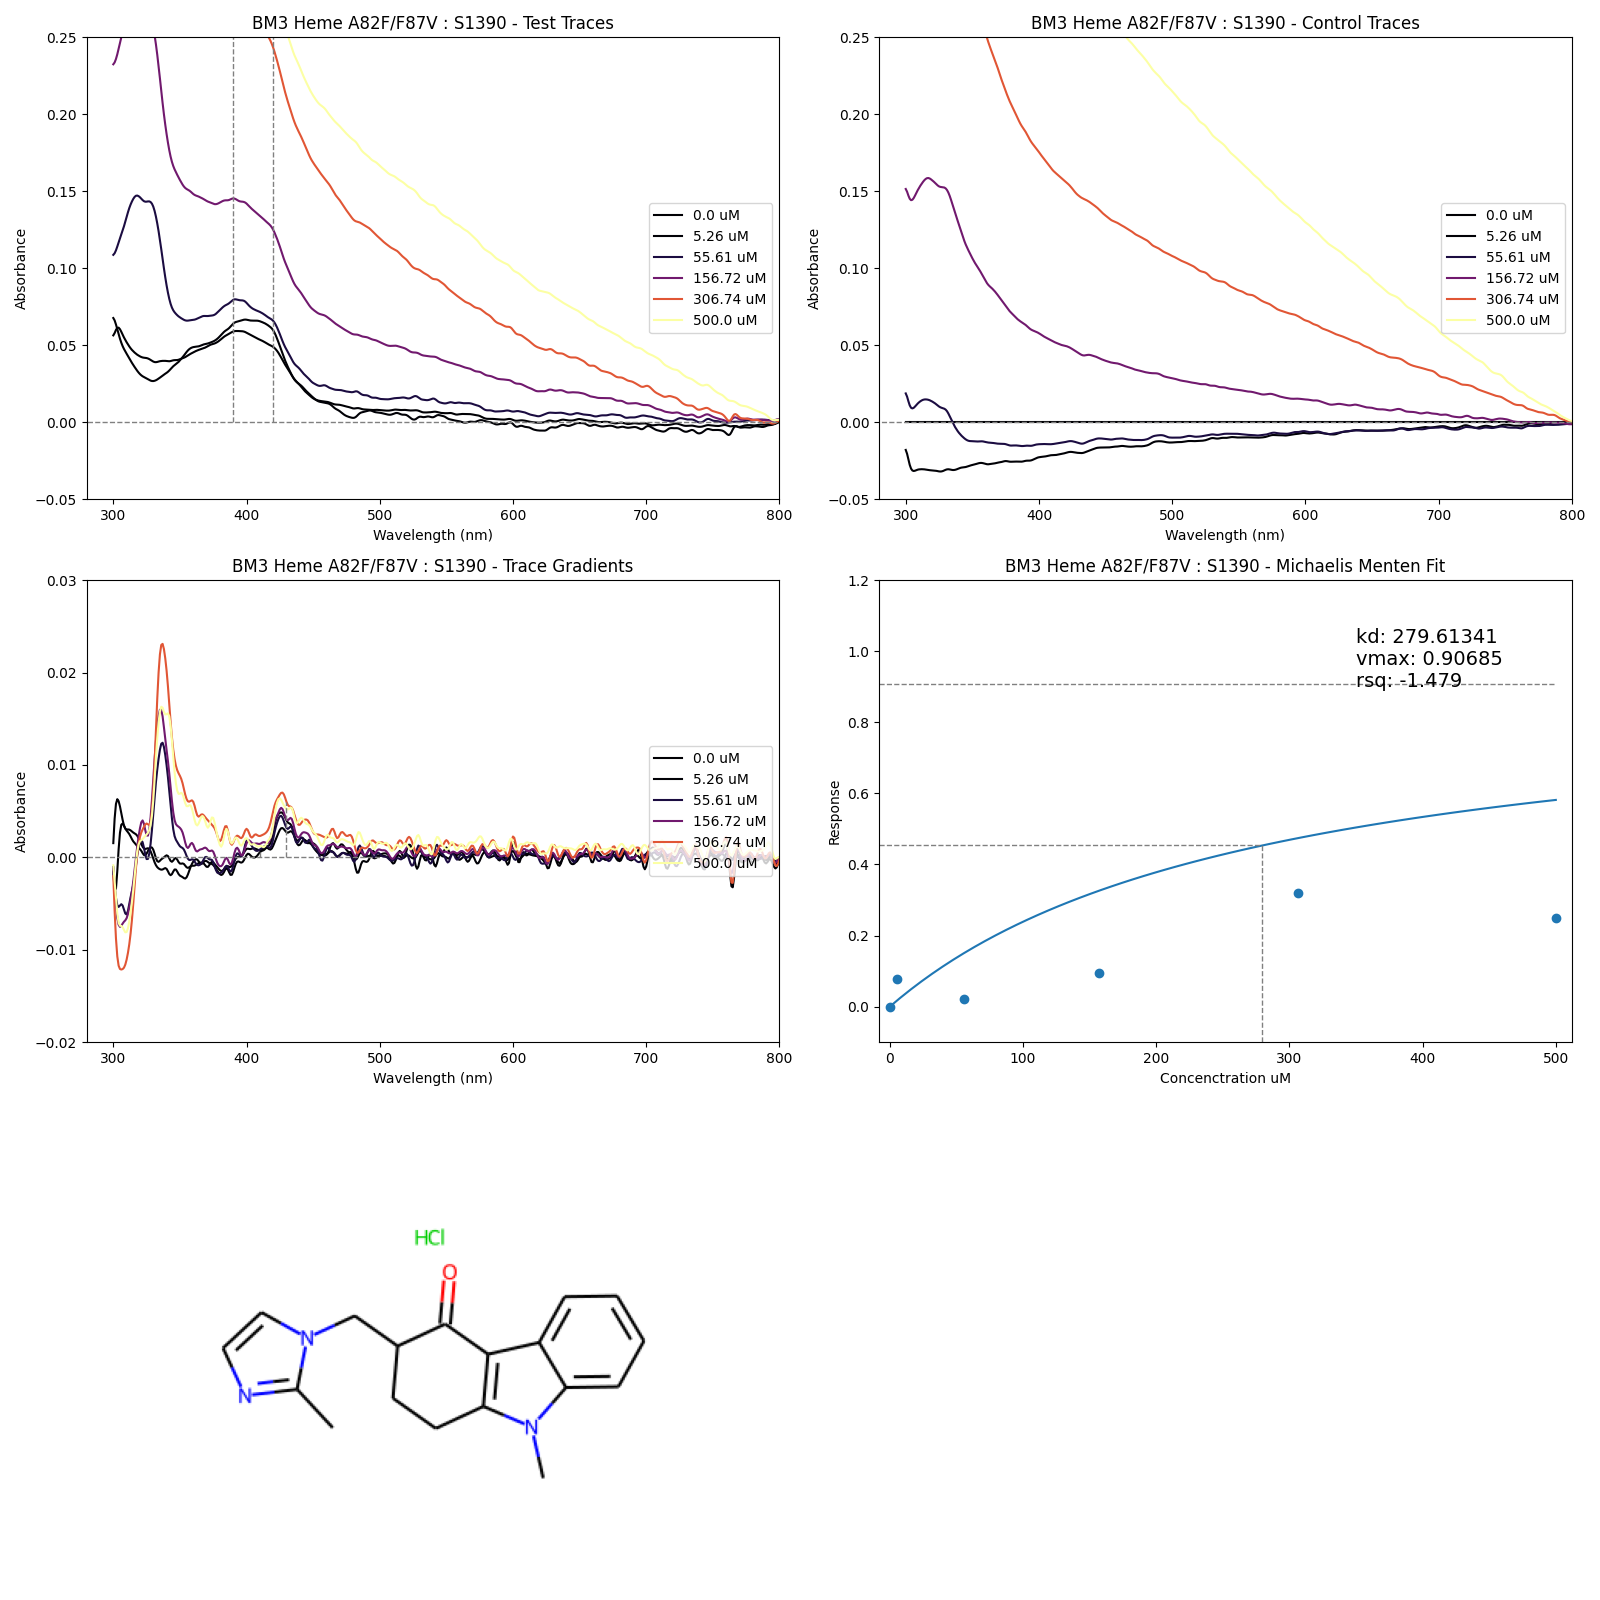 BM3 Heme A82F/F87V : S1390 - Test Traces
0.25
0.20
0.15
0.10
0.05
0.00
−0.05
Absorbance
300 400 500 600 700 800
Wavelength (nm)
0.0 uM
5.26 uM
55.61 uM
156.72 uM
306.74 uM
500.0 uM
BM3 Heme A82F/F87V : S1390 - Control Traces
0.25
0.20
0.15
0.10
0.05
0.00
−0.05
Absorbance
300 400 500 600 700 800
Wavelength (nm)
0.0 uM
5.26 uM
55.61 uM
156.72 uM
306.74 uM
500.0 uM
BM3 Heme A82F/F87V : S1390 - Trace Gradients
0.03
0.02
0.01
0.00
−0.01
−0.02
Absorbance
300 400 500 600 700 800
Wavelength (nm)
0.0 uM
5.26 uM
55.61 uM
156.72 uM
306.74 uM
500.0 uM
BM3 Heme A82F/F87V : S1390 - Michaelis Menten Fit
1.2
1.0
0.8
0.6
0.4
0.2
0.0
Response
0 100 200 300 400 500
Concenctration uM
kd: 279.61341
vmax: 0.90685
rsq: -1.479
HCl
O
N
N
N